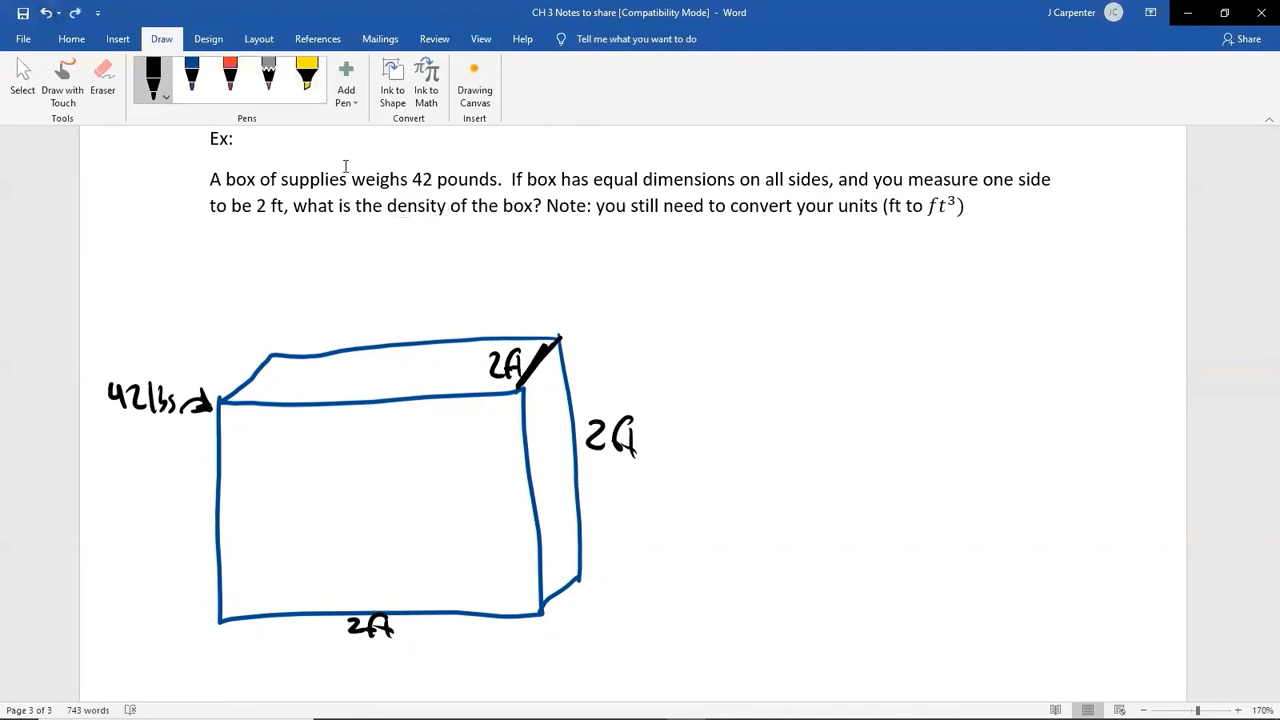 CH 3 Notes to share [Compatibility Mode] - Word
J Carpenter JC
File Home Insert Draw Design Layout References Mailings Review View Help Tell me what you want to do Share
Select Draw with Touch Eraser Add Pen Ink to Shape Ink to Math Drawing Canvas
Tools Pens Convert Insert
Ex:
A box of supplies weighs 42 pounds. If box has equal dimensions on all sides, and you measure one side
to be 2 ft, what is the density of the box? Note: you still need to convert your units (ft to ft³)
2ft
42lbs
2ft
2ft
Page 3 of 3 743 words 170%